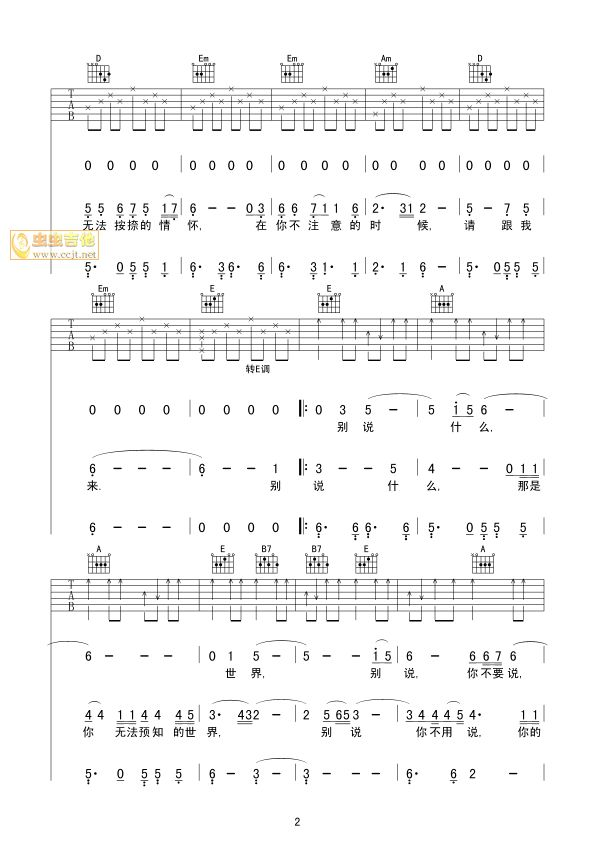 D Em Em Am D
T A B
0 0 0 0 0 0 0 0 0 0 0 0 0 0 0 0 0 0 0 0
5 5 6 7 5 1 7 6 - - 0 3 6 6 7 1 1 6 2· 3 1 2 - 5 - 7 5
无法按捺的情怀, 在你不注意的时候, 请跟我
虫虫吉他
www.ccjt.net
5· 0 5 5 5· 6· 3 6· 6 6· 3 1· 1· 2· 1 6 - 5· 0 5 5 5
Em E E A
T A B
转E调
0 0 0 0 0 0 0 0 0 3 5 - 5 1 5 6 -
别说 什么,
6 - - - 6 - 6 1 3 - - 5 4 - - 0 1 1
来. 别说什么, 那是
6 - - - 0 0 0 0 6· 6 6· 6 5· 0 5 5 5
A E B7 B7 E A
T A B
6 - - - 0 1 5 - 5 - 1 5 5 - 6 6 7 6
世界, 别说, 你不要说,
4 4 1 1 4 4 4 5 3· 4 3 2 2 - 2 5 6 5 3 3 4 4 4 5 4· 1 1
你 无法预知的世界, 别说 你不用说, 你的
5· 0 5 5 5 6 - 3 - 3 - - - 6· 6 2 -
2